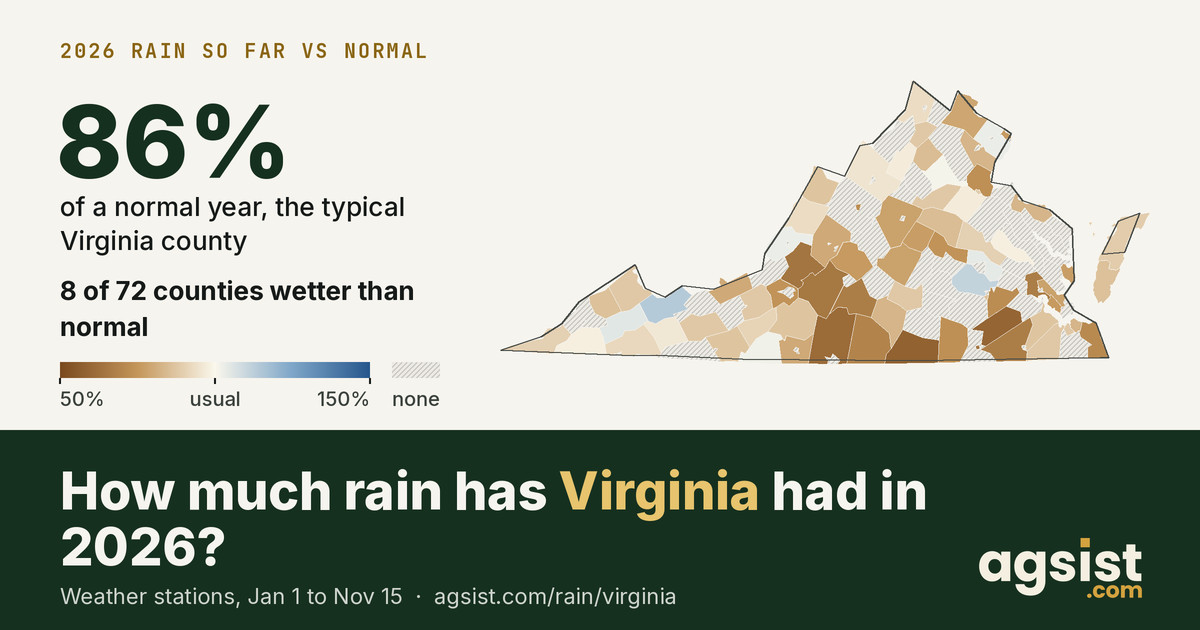 2026 RAIN SO FAR VS NORMAL
86%
of a normal year, the typical
Virginia county
8 of 72 counties wetter than
normal
50% usual 150% none
How much rain has Virginia had in
2026?
Weather stations, Jan 1 to Nov 15 · agsist.com/rain/virginia
agsist
.com